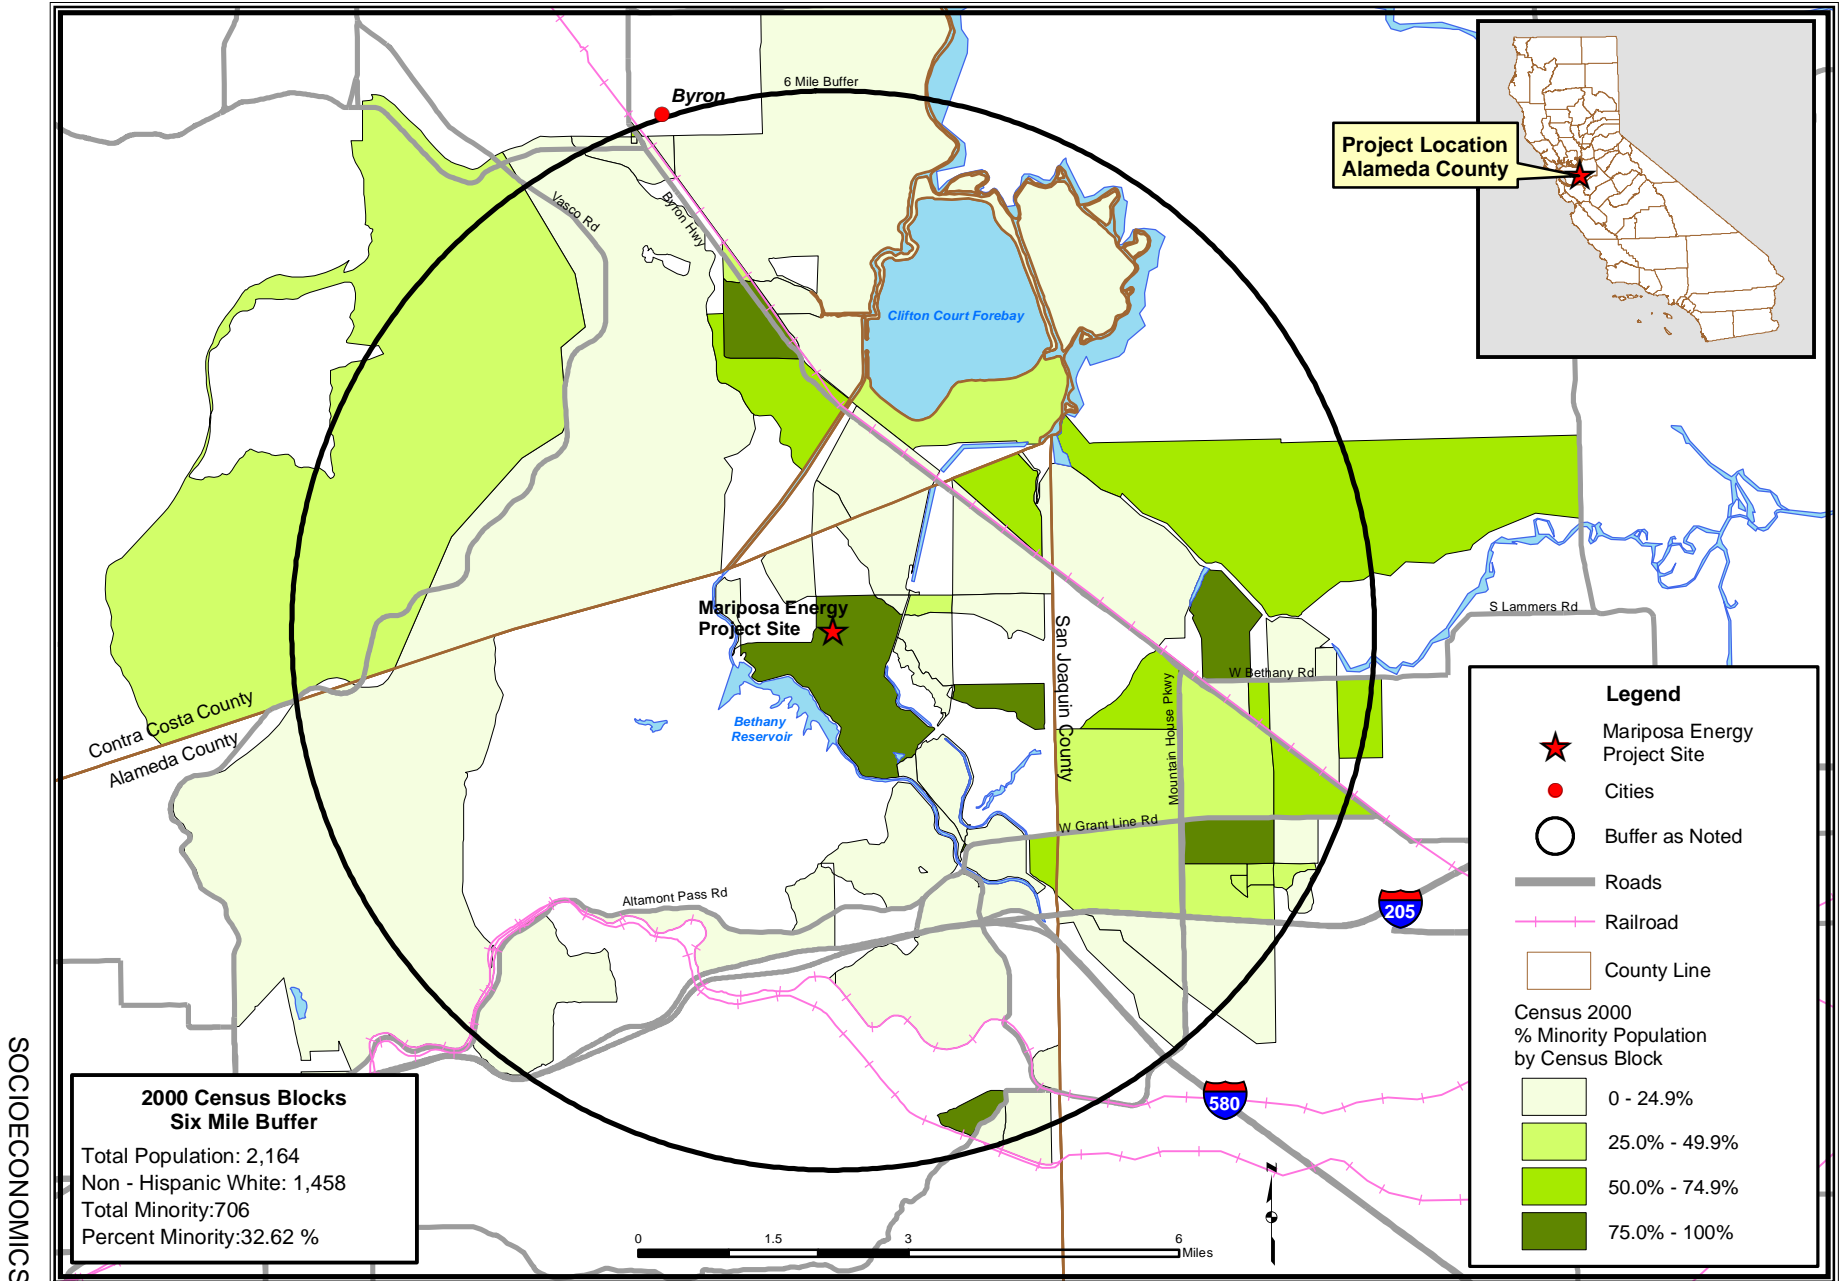 6 Mile Buffer
Byron
Project Location
Alameda County
Vasco Rd
Byron Hwy
Clifton Court Forebay
Mariposa Energy
Project Site
San Joaquin County
S Lammers Rd
W Bethany Rd
Mountain House Pkwy
Bethany
Reservoir
Contra Costa County
Alameda County
W Grant Line Rd
Altamont Pass Rd
205
580
Legend
Mariposa Energy
Project Site
Cities
Buffer as Noted
Roads
Railroad
County Line
Census 2000
% Minority Population
by Census Block
0 - 24.9%
25.0% - 49.9%
50.0% - 74.9%
75.0% - 100%
2000 Census Blocks
Six Mile Buffer
Total Population: 2,164
Non - Hispanic White: 1,458
Total Minority:706
Percent Minority:32.62 %
0 1.5 3 6
Miles
SOCIOECONOMICS